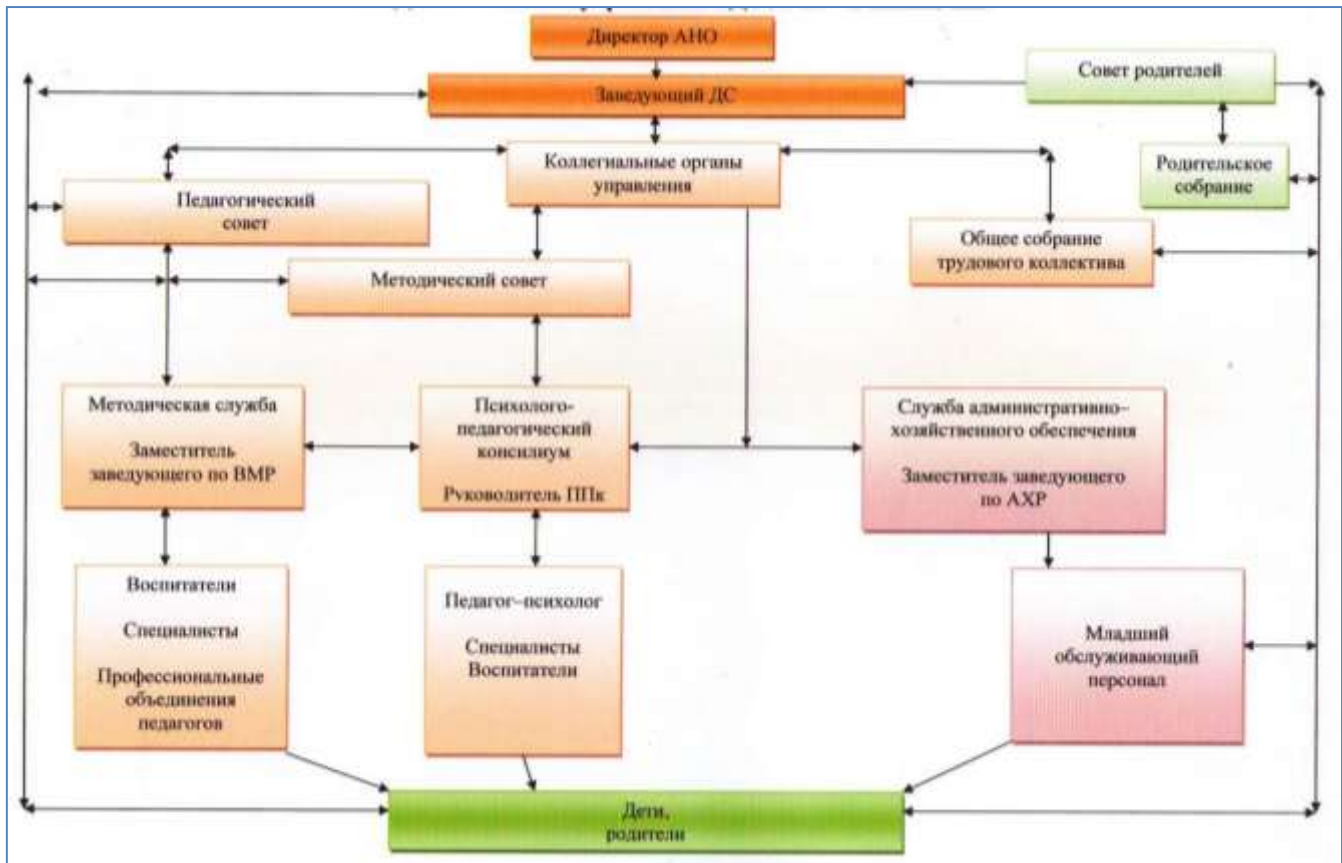 Директор АНО
Совет родителей
Заведующий ДС
Коллегиальные органы
управления
Родительское
собрание
Педагогический
совет
Общее собрание
трудового коллектива
Методический совет
Методическая служба
Заместитель
заведующего по ВМР
Психолого-
педагогический
консилиум
Руководитель ППк
Служба административно–
хозяйственного обеспечения
Заместитель заведующего
по АХР
Воспитатели
Специалисты
Профессиональные
объединения
педагогов
Педагог–психолог
Специалисты
Воспитатели
Младший
обслуживающий
персонал
Дети,
родители